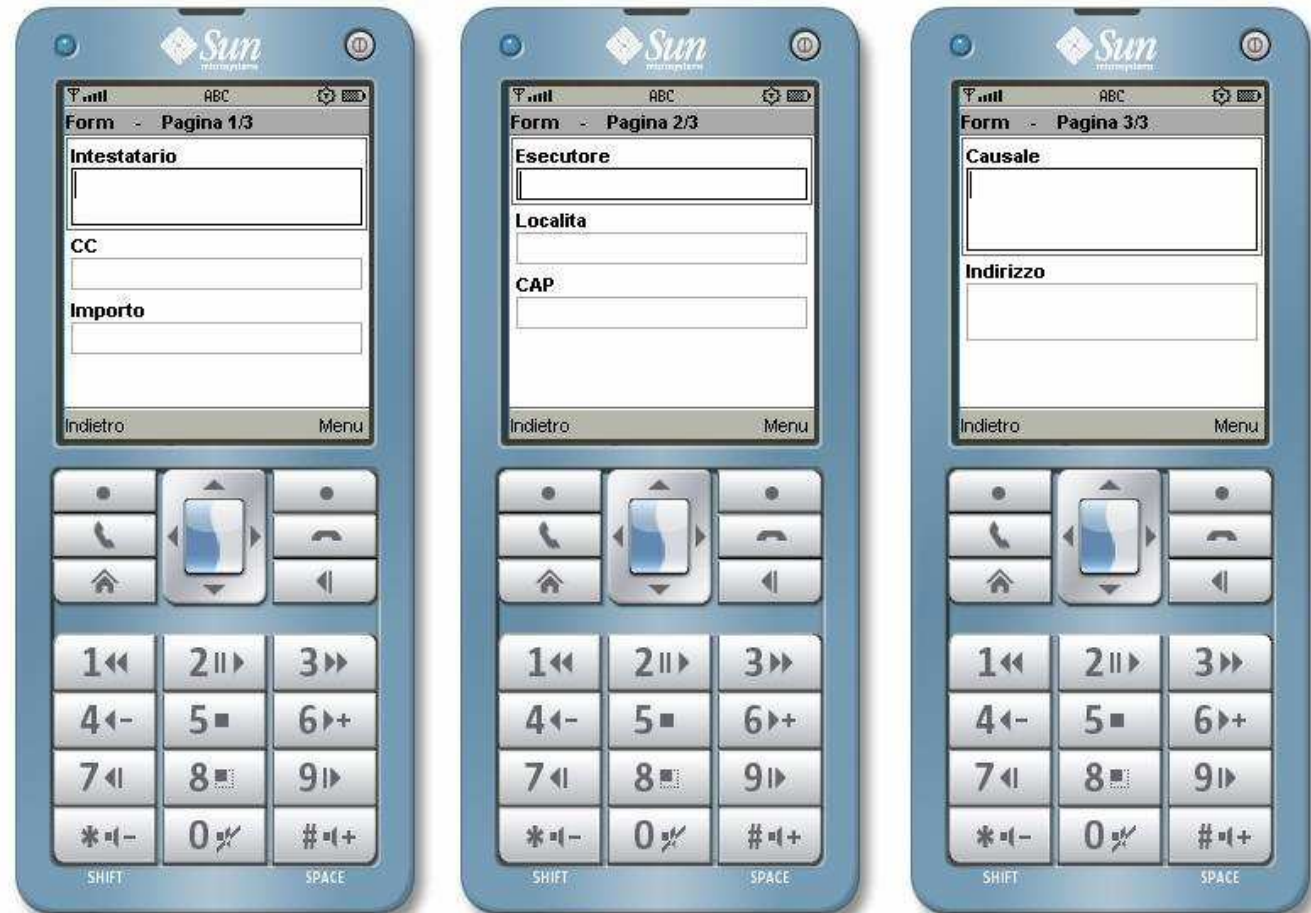 Sun
microsystems
ABC
Form - Pagina 1/3
Intestatario
CC
Importo
Indietro Menu
1 2 3
4 - 5 6 +
7 8 9
* - 0 # +
SHIFT SPACE
Sun
microsystems
ABC
Form - Pagina 2/3
Esecutore
Localita
CAP
Indietro Menu
1 2 3
4 - 5 6 +
7 8 9
* - 0 # +
SHIFT SPACE
Sun
microsystems
ABC
Form - Pagina 3/3
Causale
Indirizzo
Indietro Menu
1 2 3
4 - 5 6 +
7 8 9
* - 0 # +
SHIFT SPACE